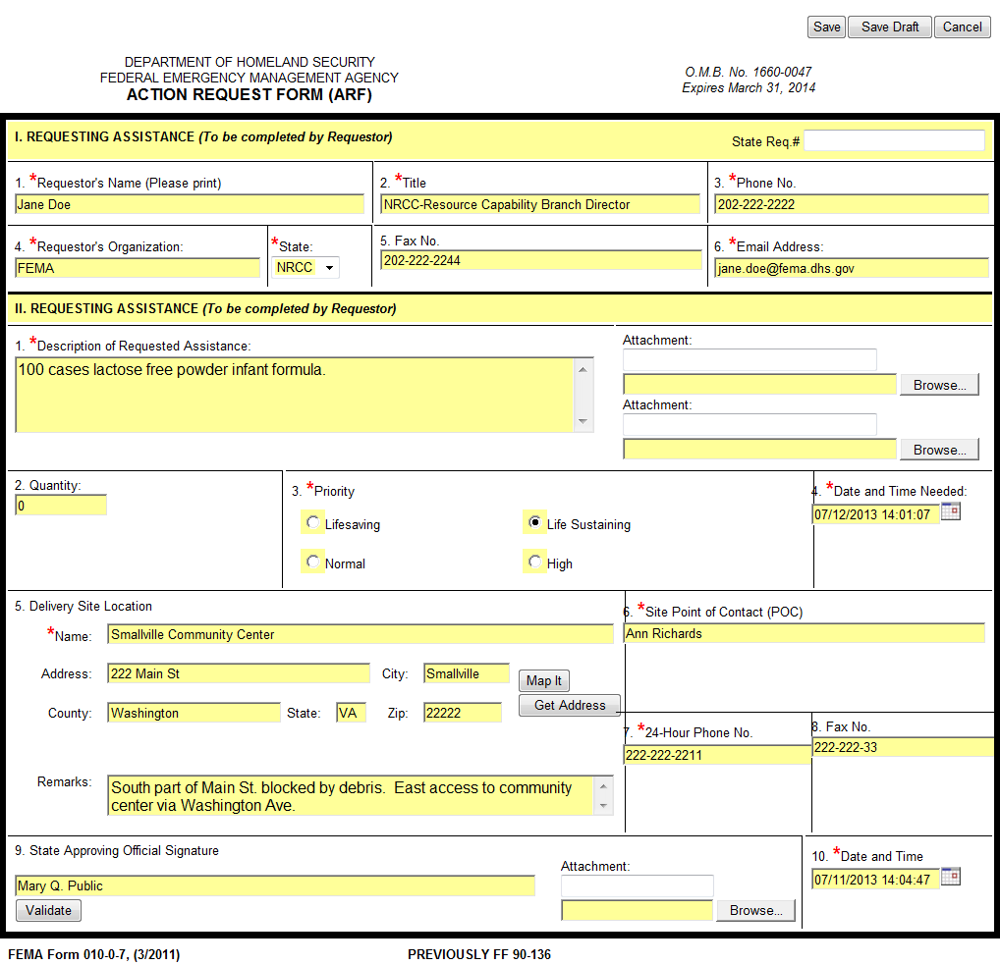 Save Save Draft Cancel
DEPARTMENT OF HOMELAND SECURITY
FEDERAL EMERGENCY MANAGEMENT AGENCY
ACTION REQUEST FORM (ARF)
O.M.B. No. 1660-0047
Expires March 31, 2014
I. REQUESTING ASSISTANCE (To be completed by Requestor)
State Req.#
1. *Requestor's Name (Please print)
Jane Doe
2. *Title
NRCC-Resource Capability Branch Director
3. *Phone No.
202-222-2222
4. *Requestor's Organization:
FEMA
*State:
NRCC
5. Fax No.
202-222-2244
6. *Email Address:
jane.doe@fema.dhs.gov
II. REQUESTING ASSISTANCE (To be completed by Requestor)
1. *Description of Requested Assistance:
100 cases lactose free powder infant formula.
Attachment:
Browse...
Attachment:
Browse...
2. Quantity:
0
3. *Priority
Lifesaving
Life Sustaining
Normal
High
4. *Date and Time Needed:
07/12/2013 14:01:07
5. Delivery Site Location
*Name: Smallville Community Center
Address: 222 Main St City: Smallville
Map It
County: Washington State: VA Zip: 22222
Get Address
Remarks: South part of Main St. blocked by debris.  East access to community
center via Washington Ave.
6. *Site Point of Contact (POC)
Ann Richards
7. *24-Hour Phone No.
222-222-2211
8. Fax No.
222-222-33
9. State Approving Official Signature
Mary Q. Public
Validate
Attachment:
Browse...
10. *Date and Time
07/11/2013 14:04:47
FEMA Form 010-0-7, (3/2011)
PREVIOUSLY FF 90-136